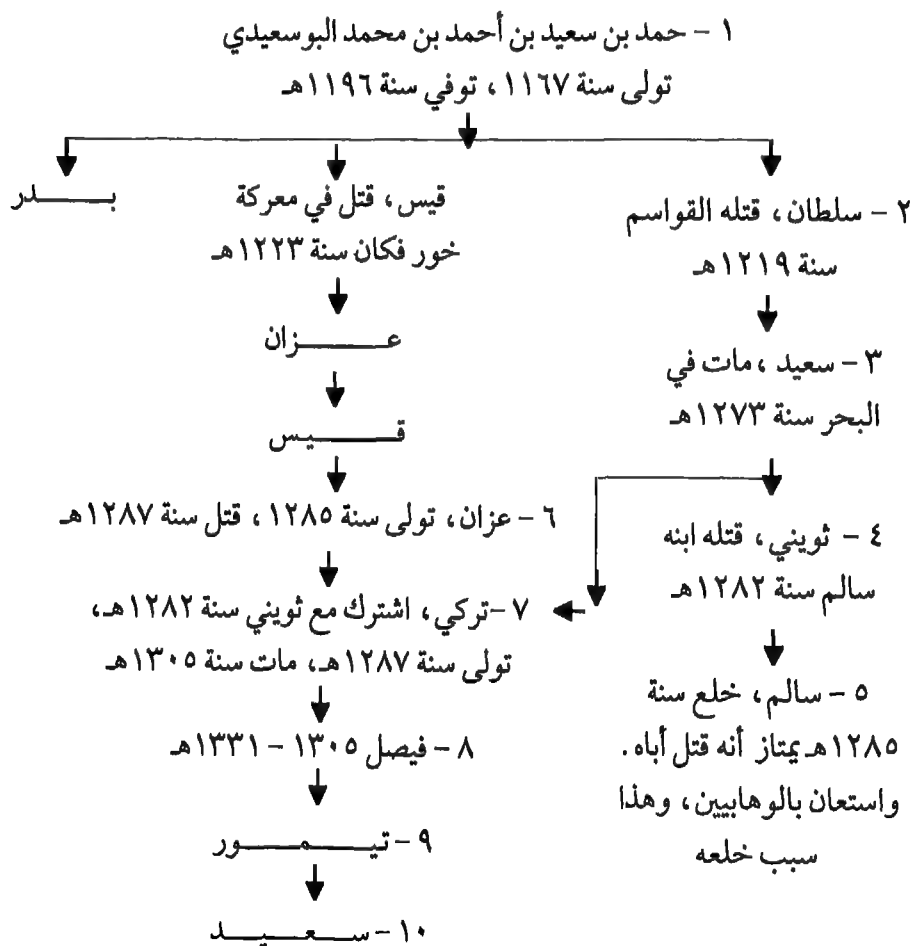 ١ - حمد بن سعيد بن أحمد بن محمد البوسعيدي
تولى سنة ١١٦٧، توفي سنة ١١٩٦هـ
٢ - سلطان، قتله القواسم
سنة ١٢١٩هـ
٣ - سعيد، مات في
البحر سنة ١٢٧٣هـ
٤ - ثويني، قتله ابنه
سالم سنة ١٢٨٢هـ
٥ - سالم، خلع سنة
١٢٨٥هـ يمتاز أنه قتل أباه.
واستعان بالوهابيين، وهذا
سبب خلعه
قيس، قتل في معركة
خور فكان سنة ١٢٢٣هـ
عـــــزان
قـــــيس
٦ - عزان، تولى سنة ١٢٨٥، قتل سنة ١٢٨٧هـ
٧ - تركي، اشترك مع ثويني سنة ١٢٨٢هـ،
تولى سنة ١٢٨٧هـ، مات سنة ١٣٠٥هـ
٨ - فيصل ١٣٠٥ - ١٣٣١هـ
٩ - تيـــمـــور
١٠ - ســـعـــيـــد
بـــــدر